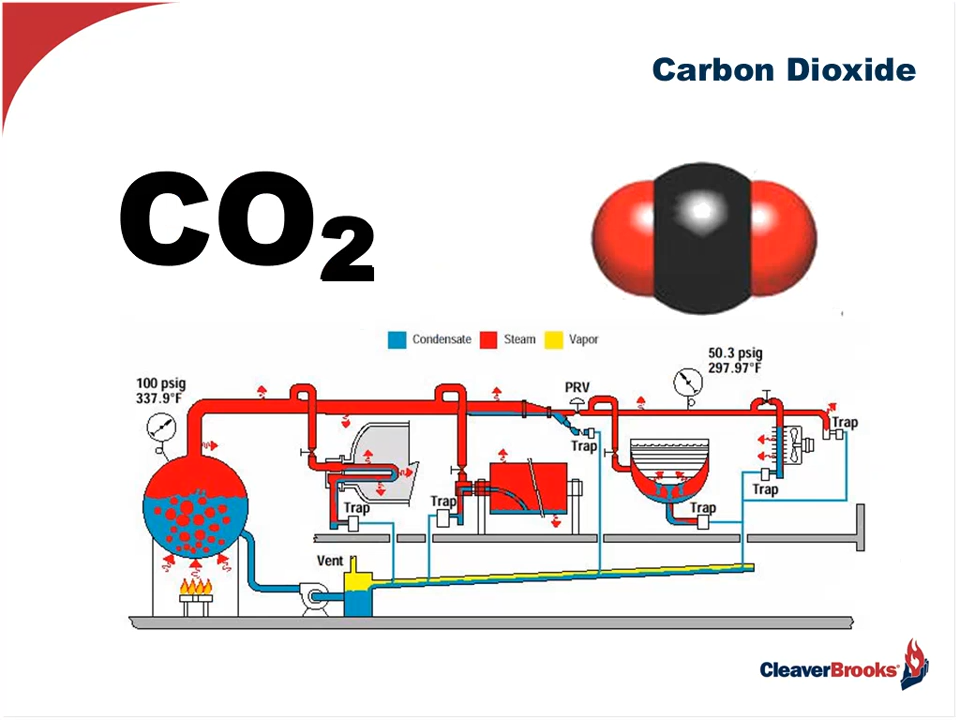 Carbon Dioxide
CO₂
Condensate Steam Vapor
100 psig
337.9°F
PRV
50.3 psig
297.97°F
Trap
Trap
Trap
Trap
Trap
Trap
Vent
CleaverBrooks®